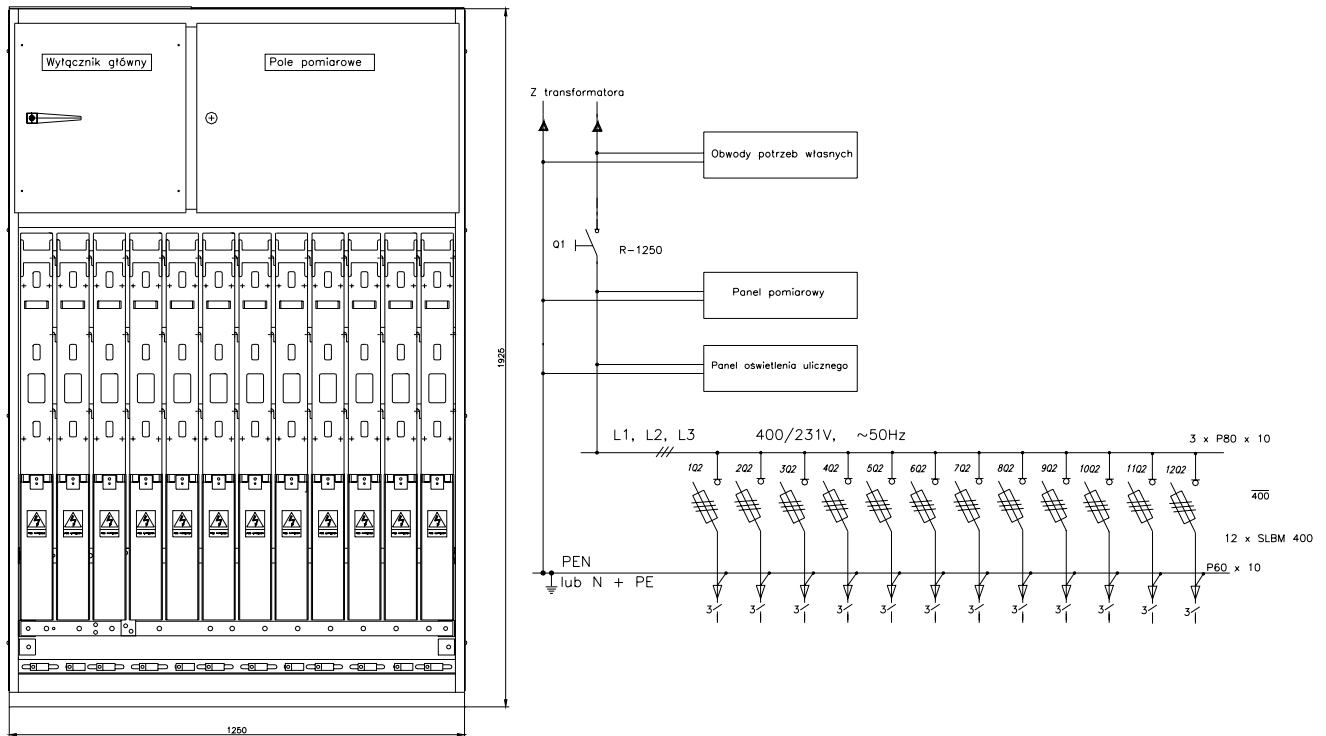 Wyłącznik główny
Pole pomiarowe
1925
1250
Z transformatora
Obwody potrzeb własnych
Q1
R-1250
Panel pomiarowy
Panel oświetlenia ulicznego
L1, L2, L3 400/231V, ~50Hz
3 x P80 x 10
1Q2 2Q2 3Q2 4Q2 5Q2 6Q2 7Q2 8Q2 9Q2 10Q2 11Q2 12Q2
400
12 x SLBM 400
PEN
P60 x 10
lub N + PE
3 3 3 3 3 3 3 3 3 3 3 3